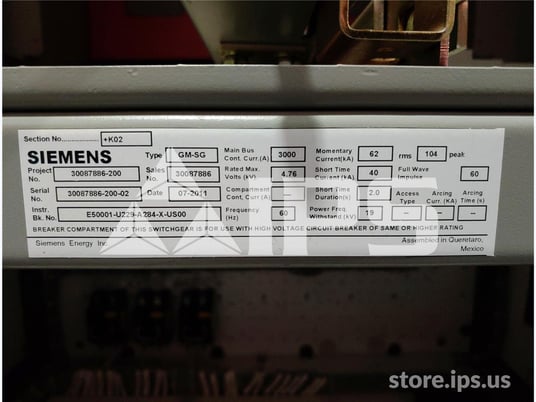 Section No.................... +K02
SIEMENS Type GM-SG Main Bus Cont. Curr.(A) 3000 Momentary Current(kA) 62 rms 104 peak
Project No. 30087886-200 Sales No. 30087886 Rated Max. Volts (kV) 4.76 Short Time Current (kA) 40 Full Wave Impulse 60
Serial No. 30087886-200-02 Date 07-2011 Compartment Cont. Curr.(A) -- Short Time Duration(s) 2.0 Access Type Arcing Curr. (KA) Arcing Time (s)
Instr. Bk. No. E50001-U229-A284-X-US00 Frequency (Hz) 60 Power Freq. Withstand (kV) 19 -- -- --
BREAKER COMPARTMENT OF THIS SWITCHGEAR IS FOR USE WITH HIGH VOLTAGE CIRCUIT BREAKER OF SAME OR HIGHER RATING
Siemens Energy Inc. Assembled in Queretaro,
Mexico
IPS
store.ips.us